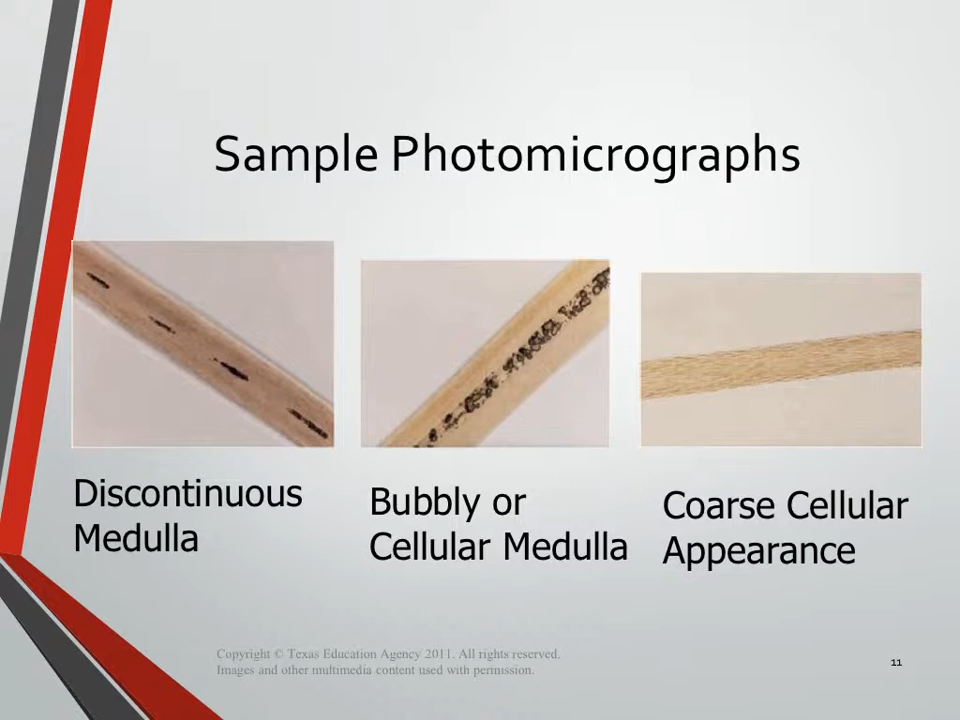 Sample Photomicrographs
Discontinuous
Medulla
Bubbly or
Cellular Medulla
Coarse Cellular
Appearance
Copyright © Texas Education Agency 2011. All rights reserved.
Images and other multimedia content used with permission.
11